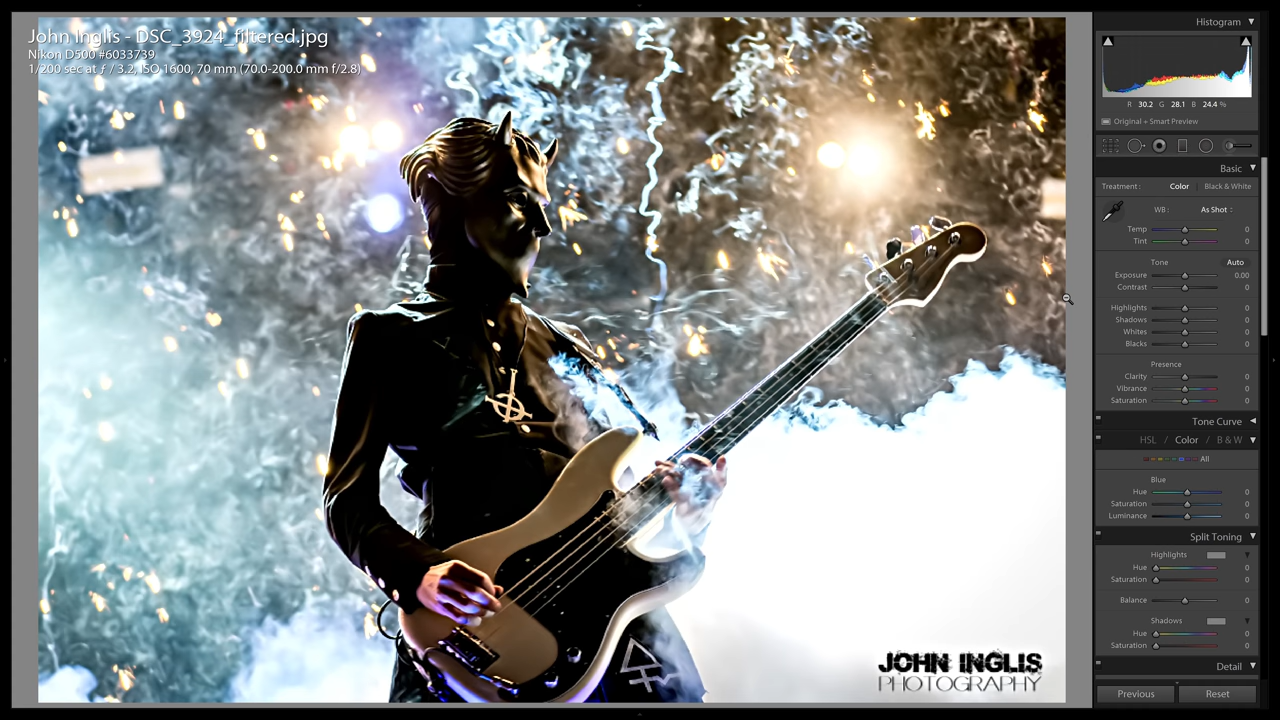 John Inglis - DSC_3924_filtered.jpg
Nikon D500 #6033739
1/200 sec at ƒ / 3.2, ISO 1600, 70 mm (70.0-200.0 mm f/2.8)
JOHN INGLIS
PHOTOGRAPHY
Histogram
R 30.2 G 28.1 B 24.4 %
Original + Smart Preview
Basic
Treatment : Color Black & White
WB : As Shot
Temp 0
Tint 0
Tone Auto
Exposure 0.00
Contrast 0
Highlights 0
Shadows 0
Whites 0
Blacks 0
Presence
Clarity 0
Vibrance 0
Saturation 0
Tone Curve
HSL / Color / B & W
All
Blue
Hue 0
Saturation 0
Luminance 0
Split Toning
Highlights
Hue 0
Saturation 0
Balance 0
Shadows
Hue 0
Saturation 0
Detail
Previous Reset